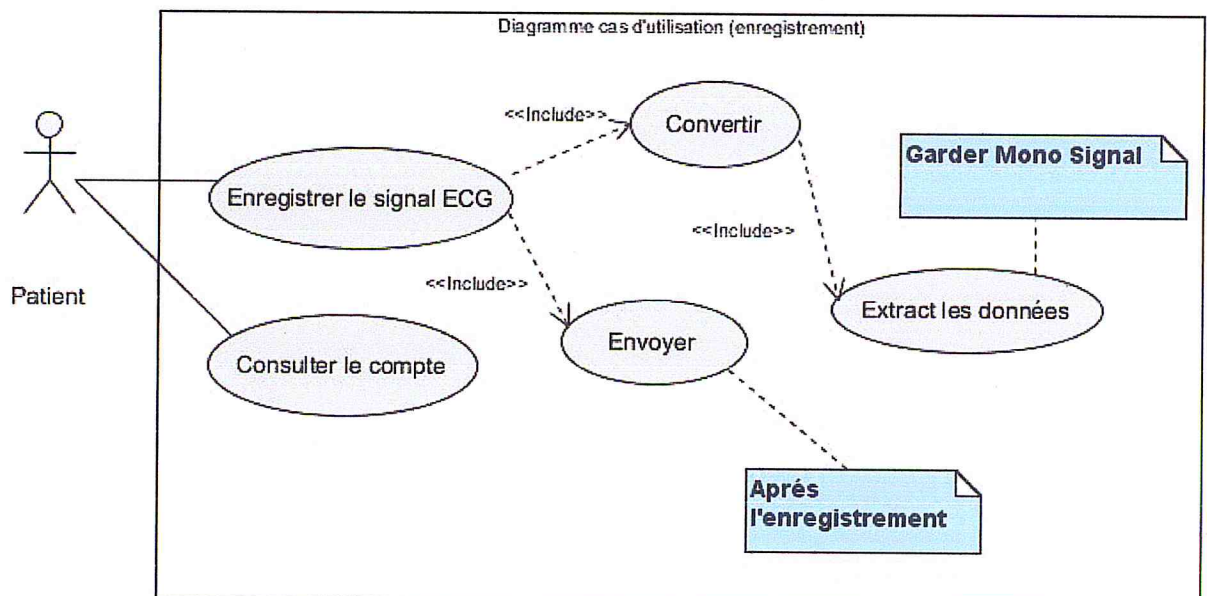 Diagramme cas d'utilisation (enregistrement)
<<Include>>
Convertir
Garder Mono Signal
Enregistrer le signal ECG
<<Include>>
<<Include>>
Patient
Extract les données
Envoyer
Consulter le compte
Aprés
l'enregistrement